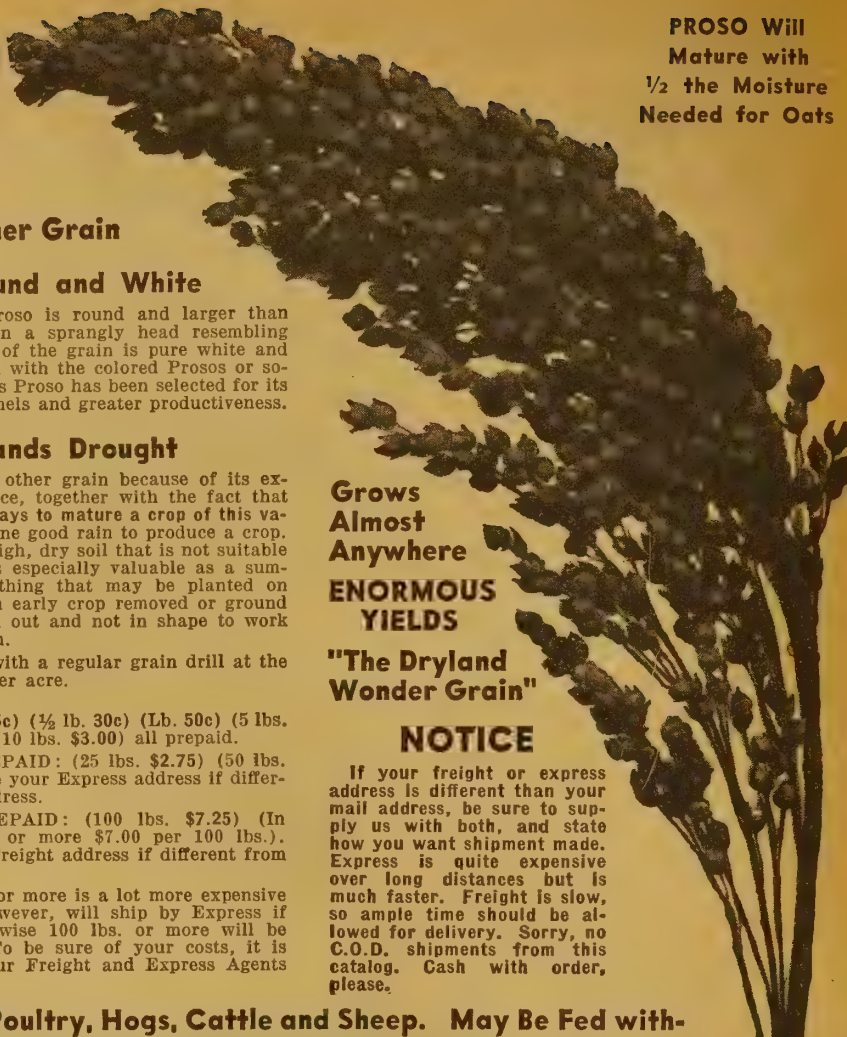 PROSO Will
Mature with
½ the Moisture
Needed for Oats
er Grain
und and White
roso is round and larger than
n a sprangly head resembling
of the grain is pure white and
with the colored Prosos or so-
s Proso has been selected for its
nels and greater productiveness.
ands Drought
other grain because of its ex-
ce, together with the fact that
ays to mature a crop of this va-
ne good rain to produce a crop.
igh, dry soil that is not suitable
s especially valuable as a sum-
thing that may be planted on
n early crop removed or ground
out and not in shape to work
n.
with a regular grain drill at the
er acre.
5c) (½ lb. 30c) (Lb. 50c) (5 lbs.
10 lbs. $3.00) all prepaid.
PAID: (25 lbs. $2.75) (50 lbs.
your Express address if differ-
ress.
EPAID: (100 lbs. $7.25) (In
or more $7.00 per 100 lbs.).
reight address if different from
or more is a lot more expensive
wever, will ship by Express if
wise 100 lbs. or more will be
To be sure of your costs, it is
ur Freight and Express Agents
Grows
Almost
Anywhere
ENORMOUS
YIELDS
"The Dryland
Wonder Grain"
NOTICE
If your freight or express
address is different than your
mail address, be sure to sup-
ply us with both, and state
how you want shipment made.
Express is quite expensive
over long distances but is
much faster. Freight is slow,
so ample time should be al-
lowed for delivery. Sorry, no
C.O.D. shipments from this
catalog. Cash with order,
please.
Poultry, Hogs, Cattle and Sheep. May Be Fed with-